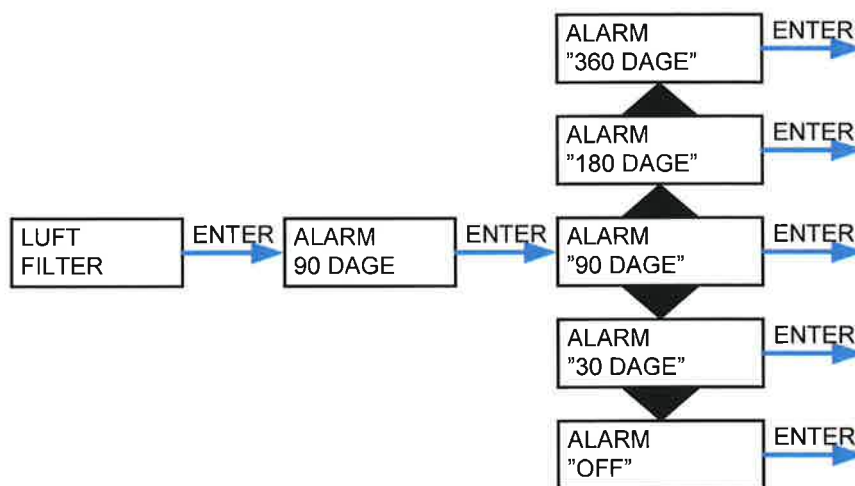 ALARM
”360 DAGE”
ENTER
ALARM
”180 DAGE”
ENTER
LUFT
FILTER
ENTER
ALARM
90 DAGE
ENTER
ALARM
”90 DAGE”
ENTER
ALARM
”30 DAGE”
ENTER
ALARM
”OFF”
ENTER